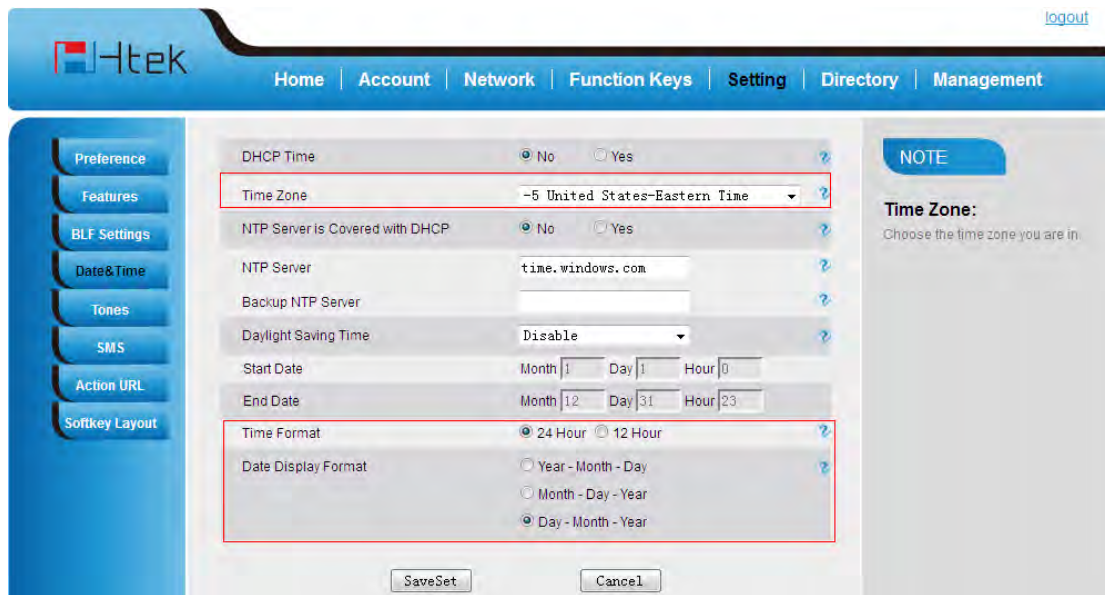 logout
Htek
Home | Account | Network | Function Keys | Setting | Directory | Management
Preference
Features
BLF Settings
Date&Time
Tones
SMS
Action URL
Softkey Layout
DHCP Time No Yes
Time Zone -5 United States-Eastern Time
NTP Server is Covered with DHCP No Yes
NTP Server time.windows.com
Backup NTP Server
Daylight Saving Time Disable
Start Date Month 1 Day 1 Hour 0
End Date Month 12 Day 31 Hour 23
Time Format 24 Hour 12 Hour
Date Display Format Year - Month - Day
Month - Day - Year
Day - Month - Year
SaveSet Cancel
NOTE
Time Zone:
Choose the time zone you are in